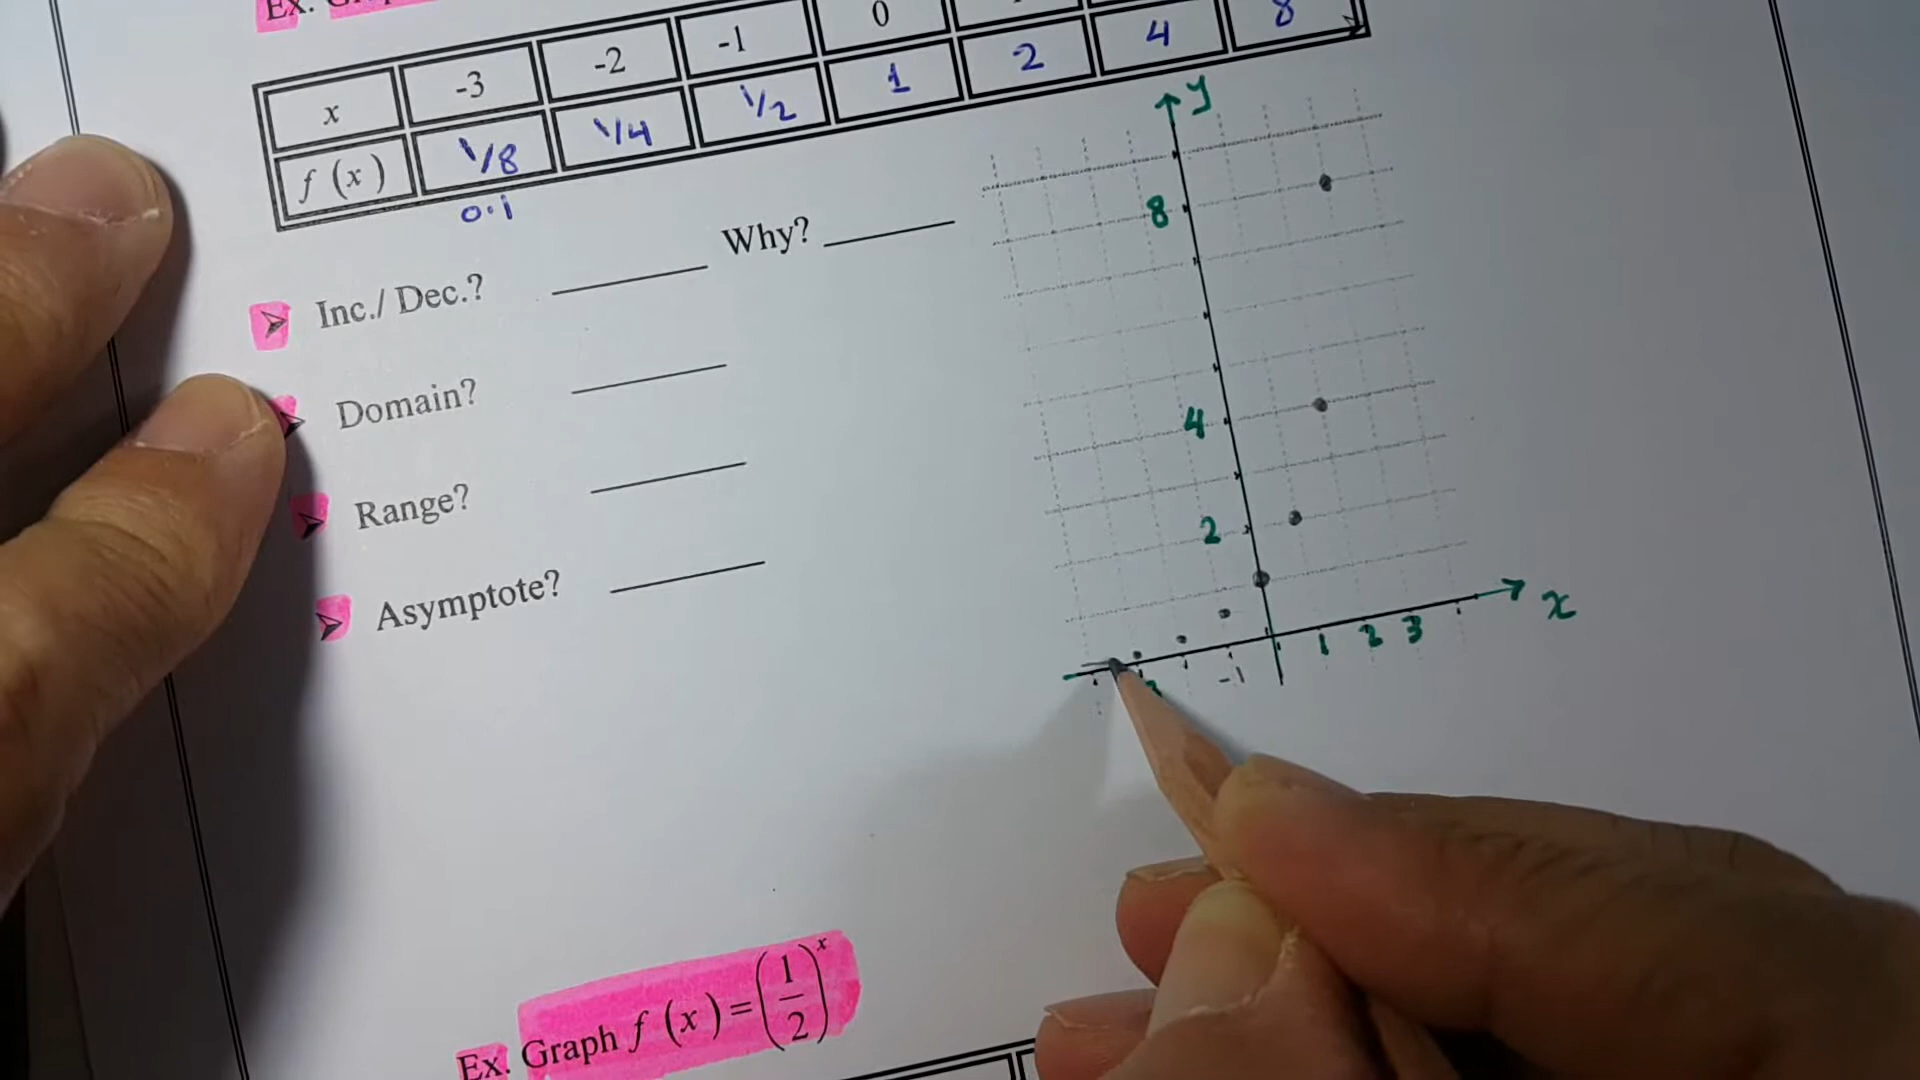 Ex.
x -3 -2 -1 0
f (x) 1/8 1/4 1/2 1 2 4 8
0.1
Inc./ Dec.? Why?
Domain?
Range?
Asymptote?
y
8
4
2
-1 1 2 3 x
Ex. Graph f (x) = (1/2)^x